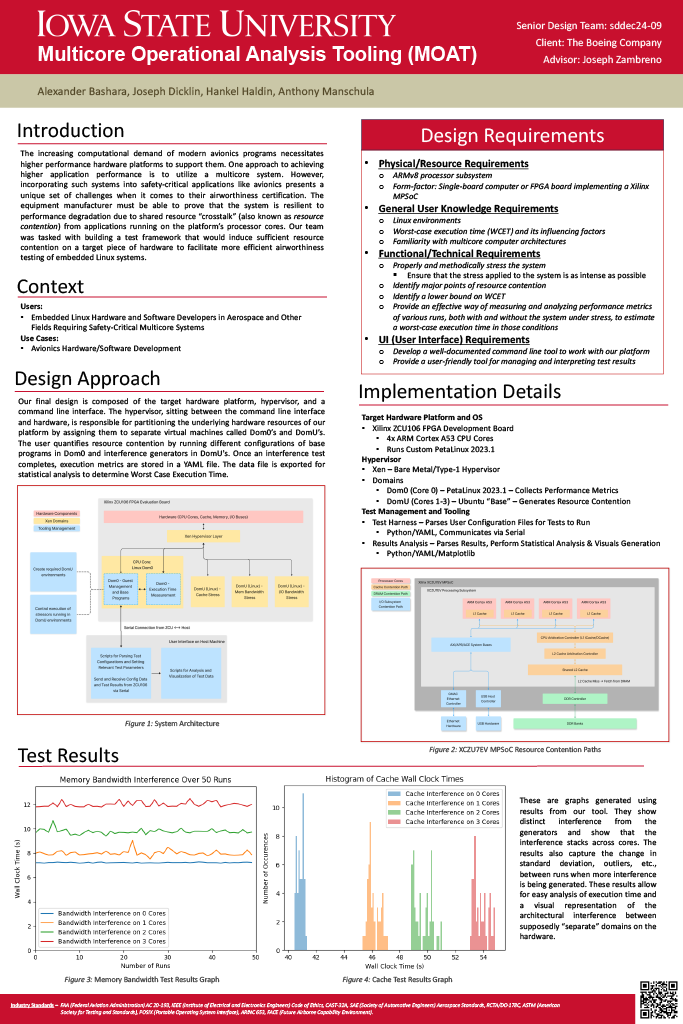 IOWA STATE UNIVERSITY
Multicore Operational Analysis Tooling (MOAT)
Senior Design Team: sddec24-09
Client: The Boeing Company
Advisor: Joseph Zambreno
Alexander Bashara, Joseph Dicklin, Hankel Haldin, Anthony Manschula
Introduction
The increasing computational demand of modern avionics programs necessitates
higher performance hardware platforms to support them. One approach to achieving
higher application performance is to utilize a multicore system. However,
incorporating such systems into safety-critical applications like avionics presents a
unique set of challenges when it comes to their airworthiness certification. The
equipment manufacturer must be able to prove that the system is resilient to
performance degradation due to shared resource “crosstalk” (also known as resource
contention) from applications running on the platform’s processor cores. Our team
was tasked with building a test framework that would induce sufficient resource
contention on a target piece of hardware to facilitate more efficient airworthiness
testing of embedded Linux systems.
Context
Users:
• Embedded Linux Hardware and Software Developers in Aerospace and Other
Fields Requiring Safety-Critical Multicore Systems
Use Cases:
• Avionics Hardware/Software Development
Design Approach
Our final design is composed of the target hardware platform, hypervisor, and a
command line interface. The hypervisor, sitting between the command line interface
and hardware, is responsible for partitioning the underlying hardware resources of our
platform by assigning them to separate virtual machines called Dom0’s and DomU’s.
The user quantifies resource contention by running different configurations of base
programs in Dom0 and interference generators in DomU’s. Once an interference test
completes, execution metrics are stored in a YAML file. The data file is exported for
statistical analysis to determine Worst Case Execution Time.
Hardware Components
Xen Domains
Tooling Management
Xilinx ZCU106 FPGA Evaluation Board
Hardware (CPU Cores, Cache, Memory, I/O Buses)
Xen Hypervisor Layer
Create required DomU
environments
Control execution of
stressors running in
DomU environments
CPU Core
Linux Dom0
Dom0 - Guest
Management
and Base
Programs
Dom0 -
Execution Time
Measurement
DomU (Linux) -
Cache Stress
DomU (Linux) -
Mem Bandwidth
Stress
DomU (Linux) -
I/O Bandwidth
Stress
Serial Connection from ZCU <-> Host
User Interface on Host Machine
Scripts for Parsing Test
Configurations and Setting
Relevant Test Parameters
Send and Receive Config Data
and Test Results from ZCU106
via Serial
Scripts for Analysis and
Visualization of Test Data
Figure 1: System Architecture
Design Requirements
• Physical/Resource Requirements
o ARMv8 processor subsystem
o Form-factor: Single-board computer or FPGA board implementing a Xilinx
MPSoC
• General User Knowledge Requirements
o Linux environments
o Worst-case execution time (WCET) and its influencing factors
o Familiarity with multicore computer architectures
• Functional/Technical Requirements
o Properly and methodically stress the system
▪ Ensure that the stress applied to the system is as intense as possible
o Identify major points of resource contention
o Identify a lower bound on WCET
o Provide an effective way of measuring and analyzing performance metrics
of various runs, both with and without the system under stress, to estimate
a worst-case execution time in those conditions
• UI (User Interface) Requirements
o Develop a well-documented command line tool to work with our platform
o Provide a user-friendly tool for managing and interpreting test results
Implementation Details
Target Hardware Platform and OS
• Xilinx ZCU106 FPGA Development Board
• 4x ARM Cortex A53 CPU Cores
• Runs Custom PetaLinux 2023.1
Hypervisor
• Xen – Bare Metal/Type-1 Hypervisor
• Domains
• Dom0 (Core 0) – PetaLinux 2023.1 – Collects Performance Metrics
• DomU (Cores 1-3) – Ubuntu “Base” – Generates Resource Contention
Test Management and Tooling
• Test Harness – Parses User Configuration Files for Tests to Run
• Python/YAML, Communicates via Serial
• Results Analysis – Parses Results, Perform Statistical Analysis & Visuals Generation
• Python/YAML/Matplotlib
Xilinx XCZU7EV MPSoC
XCZU7EV Processing Subsystem
Processor Cores
Cache Contention Path
DRAM Contention Path
I/O Subsystem
Contention Path
ARM Cortex A53
ARM Cortex A53
ARM Cortex A53
ARM Cortex A53
L1 Cache
L1 Cache
L1 Cache
L1 Cache
AXI/AMBA System Buses
L2 Cache Arbitration Controller
Shared L2 Cache
L2 Cache Miss -> Fetch from DRAM
GMAC
Ethernet
Controller
USB Host
Controller
DDR Controller
Ethernet
Hardware
USB Hardware
DDR Banks
Figure 2: XCZU7EV MPSoC Resource Contention Paths
Test Results
Memory Bandwidth Interference Over 50 Runs
Wall Clock Time (s)
12
10
8
6
4
2
0
Bandwidth Interference on 0 Cores
Bandwidth Interference on 1 Cores
Bandwidth Interference on 2 Cores
Bandwidth Interference on 3 Cores
0 10 20 30 40 50
Number of Runs
Figure 3: Memory Bandwidth Test Results Graph
Histogram of Cache Wall Clock Times
Number of Occurences
10
8
6
4
2
0
Cache Interference on 0 Cores
Cache Interference on 1 Cores
Cache Interference on 2 Cores
Cache Interference on 3 Cores
40 42 44 46 48 50 52 54
Wall Clock Time (s)
Figure 4: Cache Test Results Graph
These are graphs generated using
results from our tool. They show
distinct interference from the
generators and show that the
interference stacks across cores. The
results also capture the change in
standard deviation, outliers, etc.,
between runs when more interference
is being generated. These results allow
for easy analysis of execution time and
a visual representation of the
architectural interference between
supposedly “separate” domains on the
hardware.
Industry Standards – FAA (Federal Aviation Administration) AC 20-193, IEEE (Institute of Electrical and Electronics Engineers) Code of Ethics, CAST-32A, SAE (Society of Automotive Engineers) Aerospace Standards, RCTA/DO-178C, ASTM (American
Society for Testing and Standards), POSIX (Portable Operating System Interface), ARINC 653, FACE (Future Airborne Capability Environment).